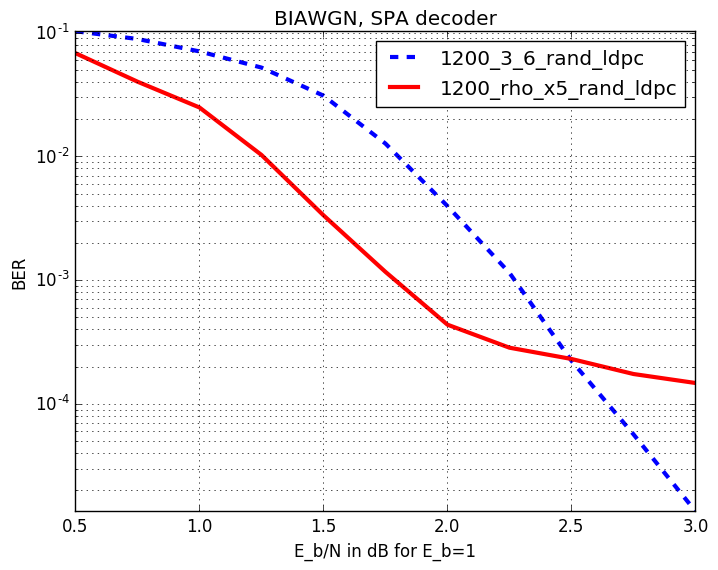 BIAWGN, SPA decoder
1200_3_6_rand_ldpc
1200_rho_x5_rand_ldpc
10^-1
10^-2
10^-3
10^-4
BER
0.5 1.0 1.5 2.0 2.5 3.0
E_b/N in dB for E_b=1